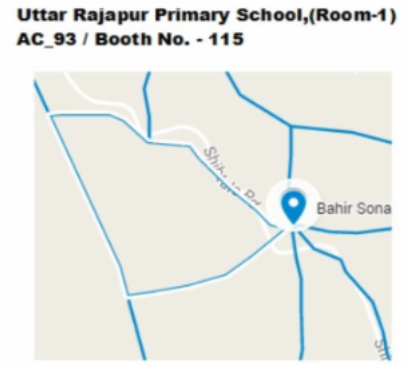 Uttar Rajapur Primary School,(Room-1)
AC_93 / Booth No. - 115
Bahir Sona